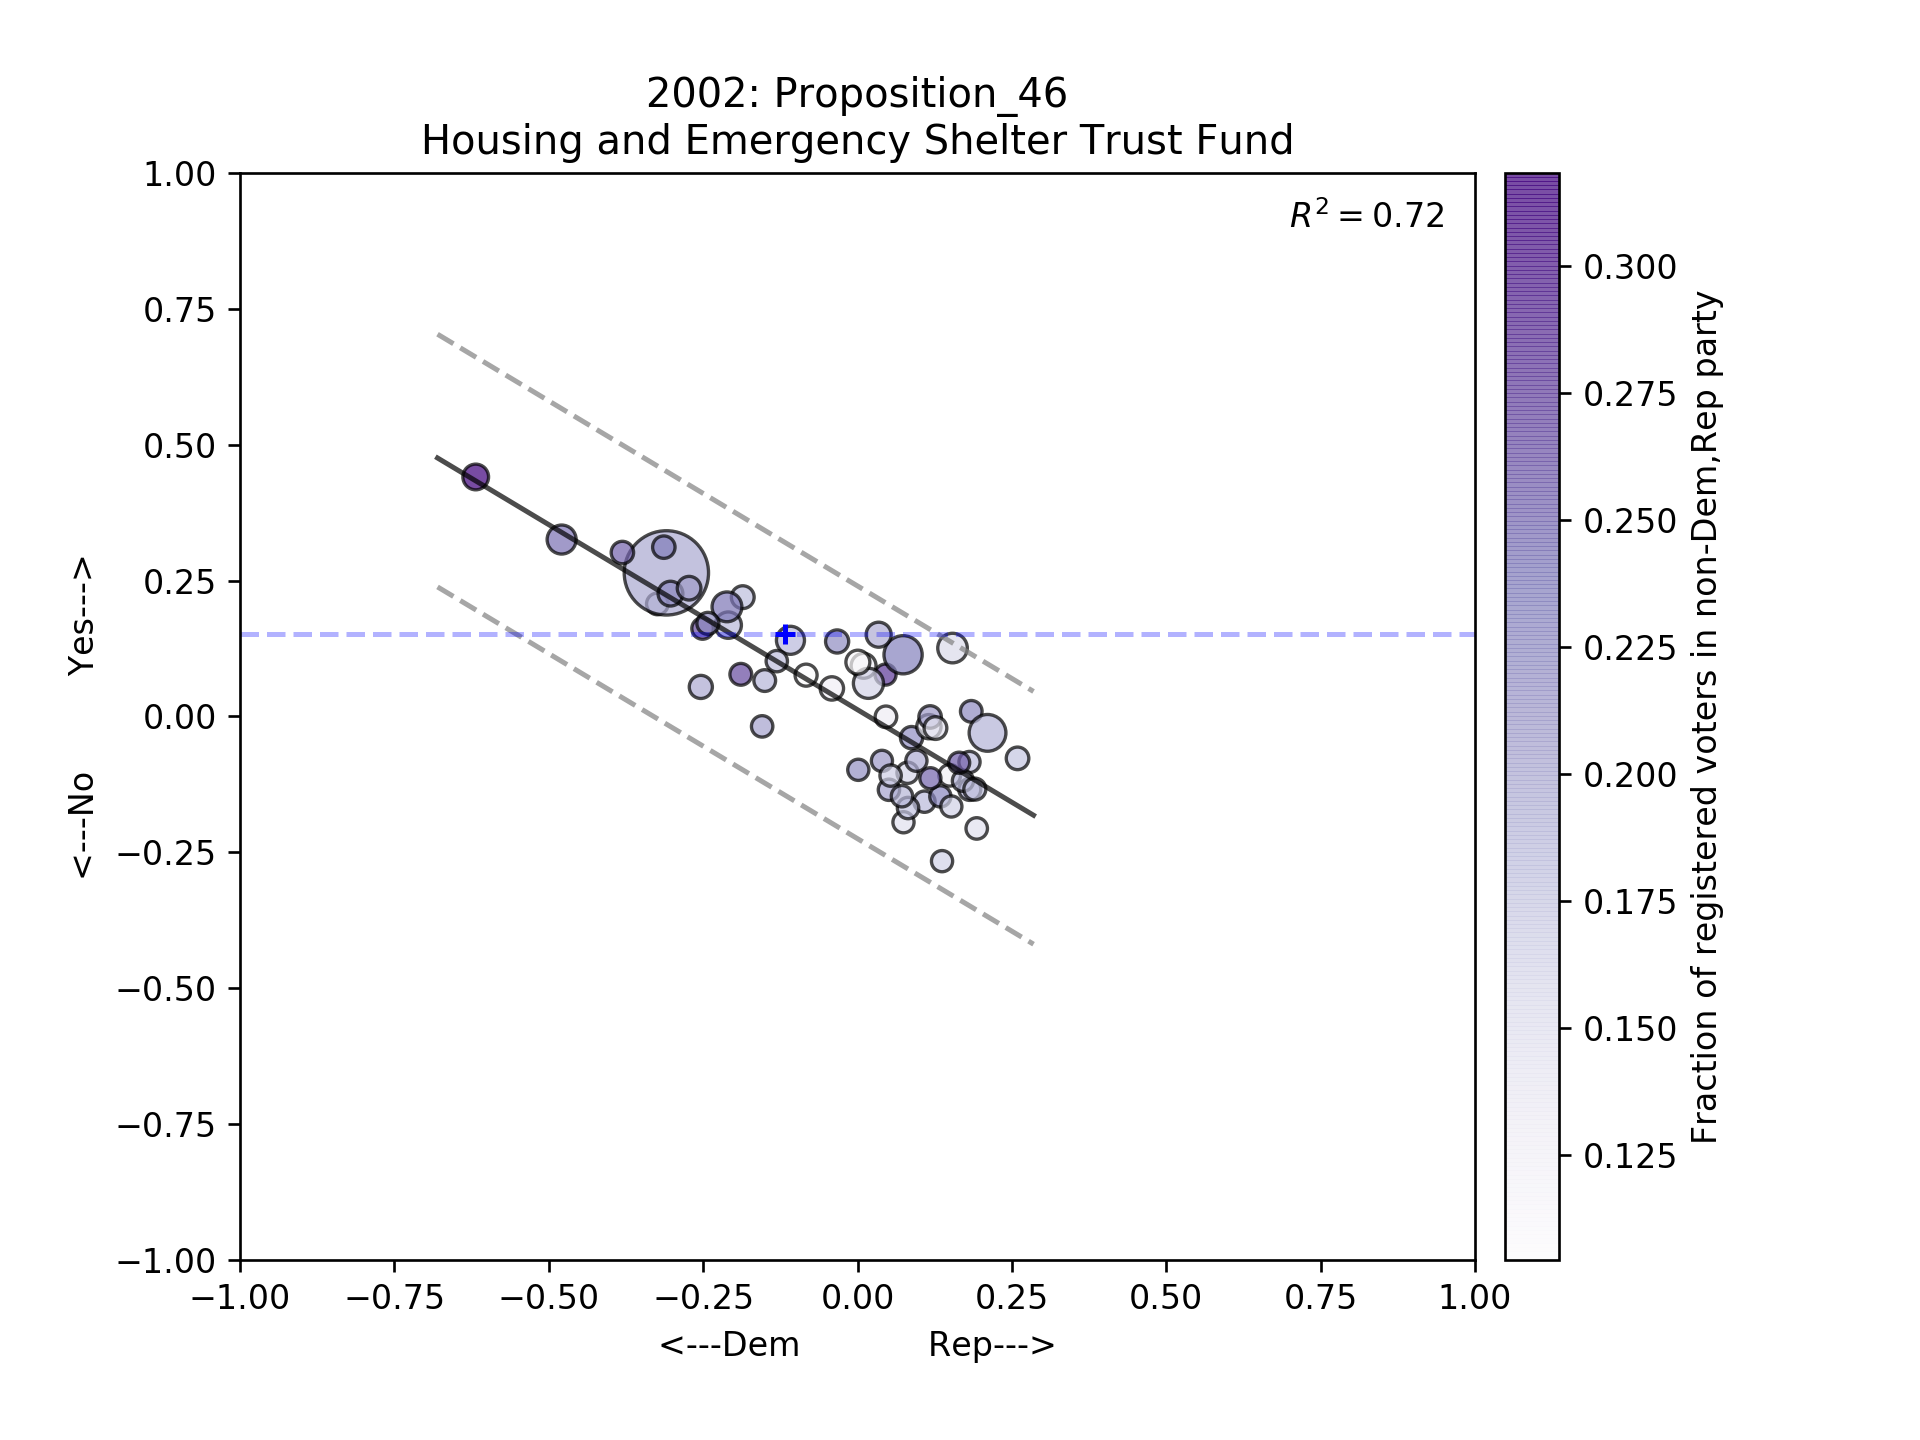 2002: Proposition_46
Housing and Emergency Shelter Trust Fund
R² = 0.72
1.00
0.75
0.50
0.25
0.00
−0.25
−0.50
−0.75
−1.00
<---No          Yes--->
−1.00 −0.75 −0.50 −0.25 0.00 0.25 0.50 0.75 1.00
<---Dem          Rep--->
0.300
0.275
0.250
0.225
0.200
0.175
0.150
0.125
Fraction of registered voters in non-Dem,Rep party